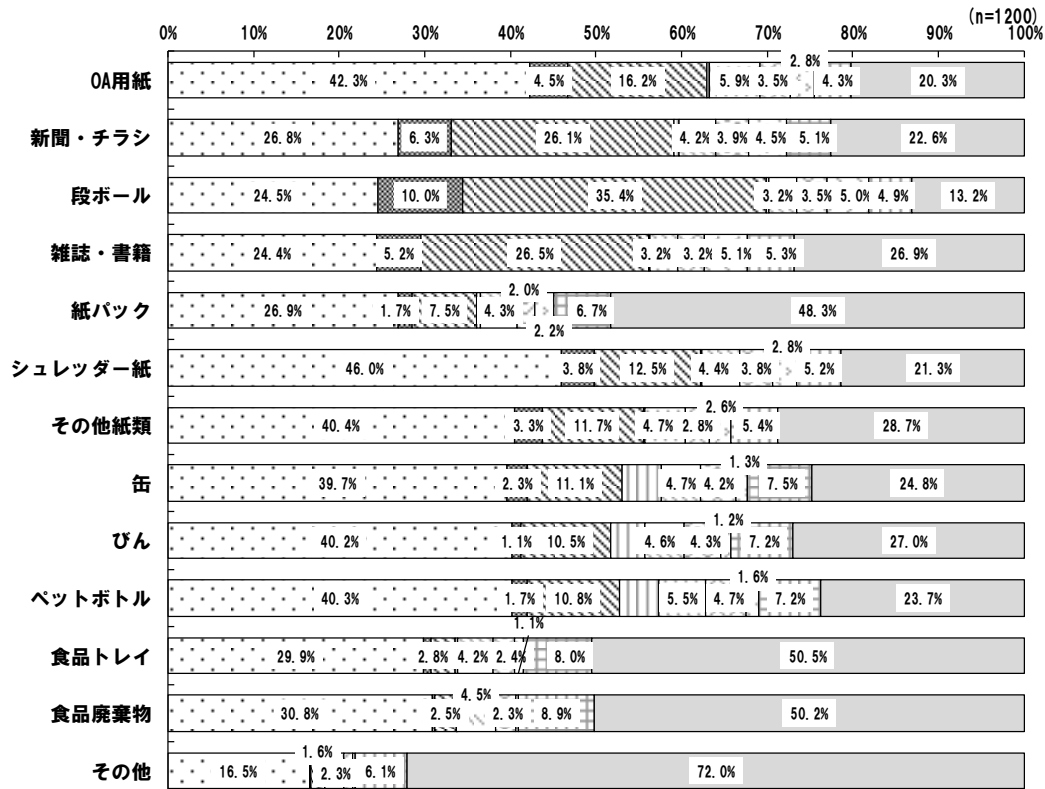 (n=1200)
0% 10% 20% 30% 40% 50% 60% 70% 80% 90% 100%
2.8%
OA用紙 42.3% 4.5% 16.2% 5.9% 3.5% 4.3% 20.3%
新聞・チラシ 26.8% 6.3% 26.1% 4.2% 3.9% 4.5% 5.1% 22.6%
段ボール 24.5% 10.0% 35.4% 3.2% 3.5% 5.0% 4.9% 13.2%
雑誌・書籍 24.4% 5.2% 26.5% 3.2% 3.2% 5.1% 5.3% 26.9%
2.0%
紙パック 26.9% 1.7% 7.5% 4.3% 6.7% 48.3%
2.2%
2.8%
シュレッダー紙 46.0% 3.8% 12.5% 4.4% 3.8% 5.2% 21.3%
2.6%
その他紙類 40.4% 3.3% 11.7% 4.7% 2.8% 5.4% 28.7%
1.3%
缶 39.7% 2.3% 11.1% 4.7% 4.2% 7.5% 24.8%
1.2%
びん 40.2% 1.1% 10.5% 4.6% 4.3% 7.2% 27.0%
1.6%
ペットボトル 40.3% 1.7% 10.8% 5.5% 4.7% 7.2% 23.7%
1.1%
食品トレイ 29.9% 2.8% 4.2% 2.4% 8.0% 50.5%
4.5%
食品廃棄物 30.8% 2.5% 2.3% 8.9% 50.2%
1.6%
その他 16.5% 2.3% 6.1% 72.0%